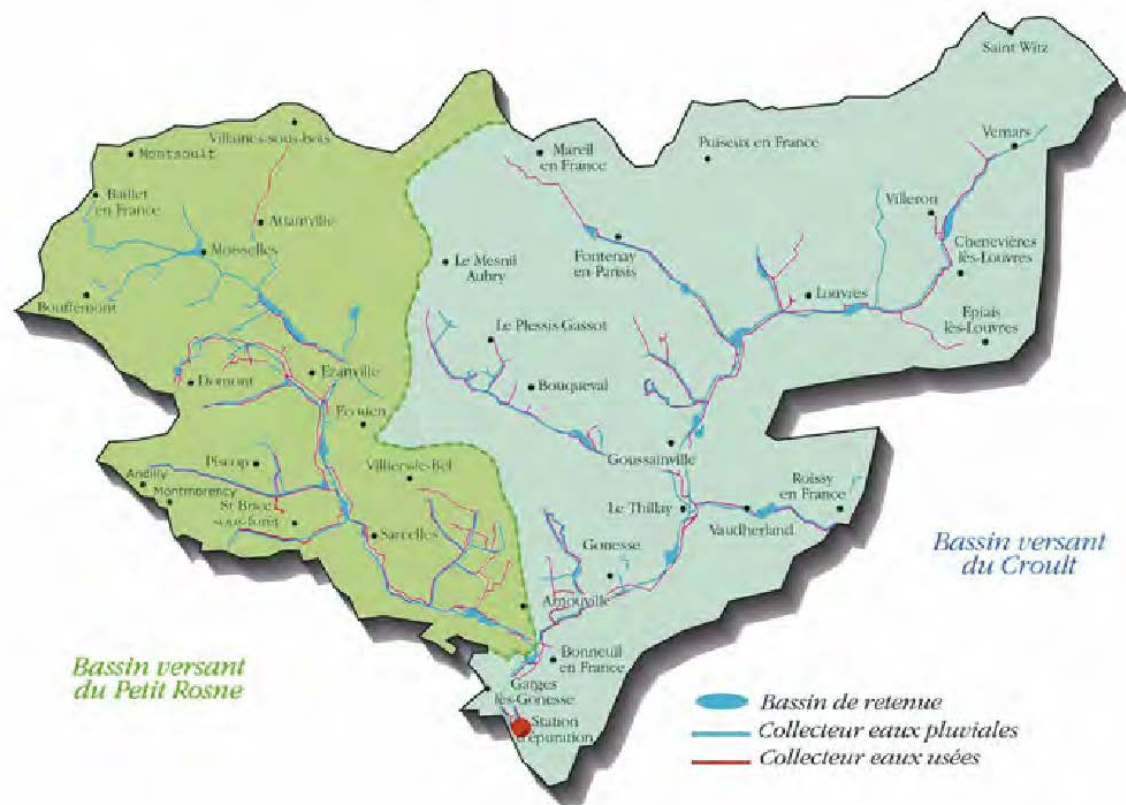 Saint Witz
Villaines-sous-bois
Montsoult
Mareil
en France
Puiseux en France
Vemars
Baillet
en France
Attainville
Villeron
Moisselles
Le Mesnil
Aubry
Fontenay
en-Parisis
Chenevières
lès-Louvres
Bouffemont
Louvres
Le Plessis-Gassot
Epiais
lès-Louvres
Domont
Ezanville
Bouqueval
Ecouen
Piscop
Villiers-le-Bel
Goussainville
Andilly
Montmorency
Roissy
en France
St Brice
sous-foret
Le Thillay
Vaudherland
Sarcelles
Gonesse
Bassin versant
du Croult
Arnouville
Bonneuil
en France
Bassin versant
du Petit Rosne
Garges
lès-Gonesse
Station
d'épuration
Bassin de retenue
Collecteur eaux pluviales
Collecteur eaux usées